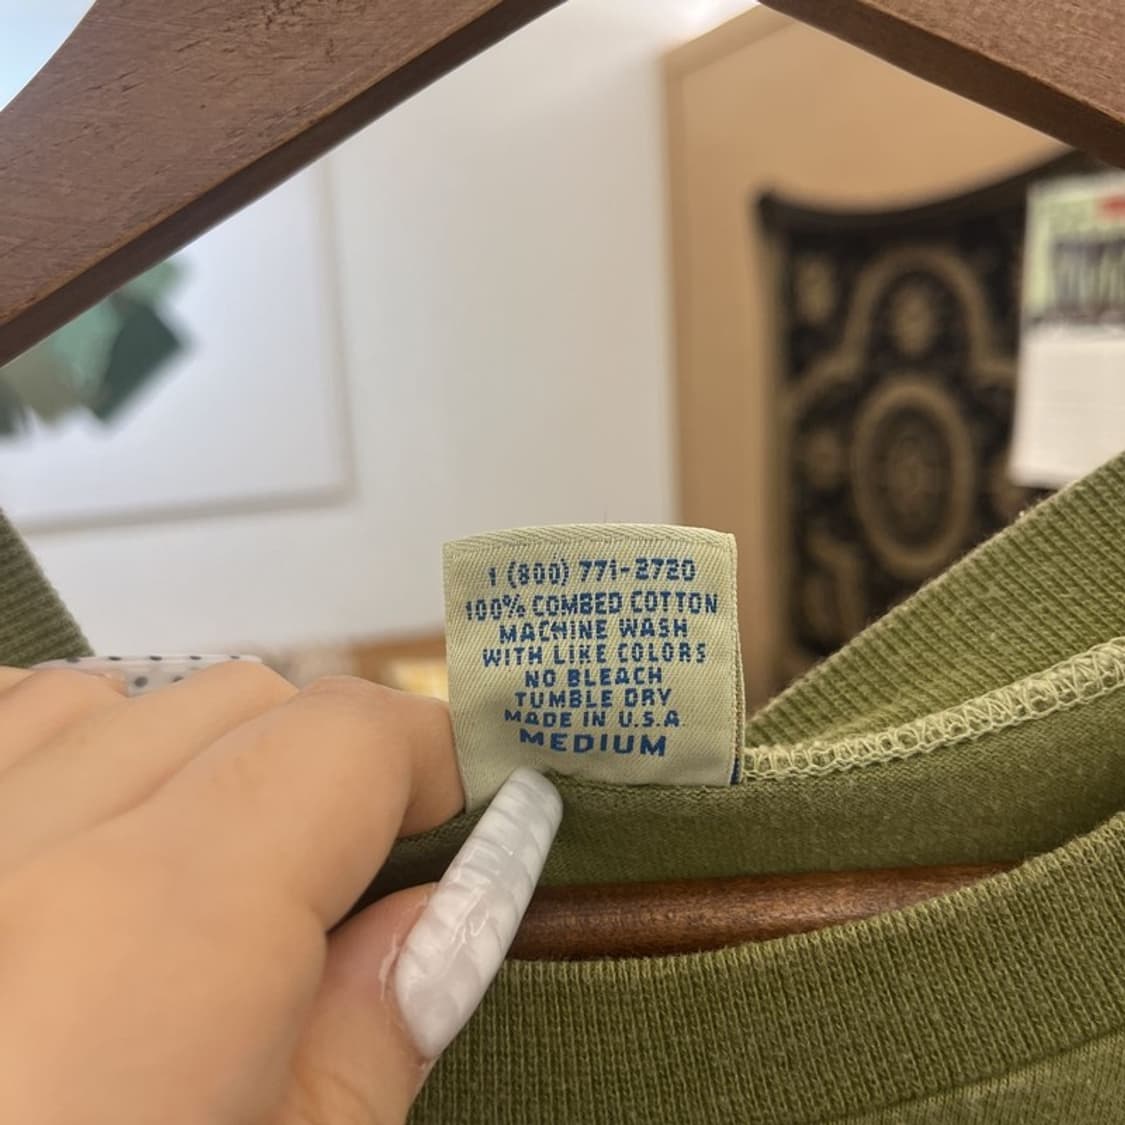 1 (800) 771-2720
100% COMBED COTTON
MACHINE WASH
WITH LIKE COLORS
NO BLEACH
TUMBLE DRY
MADE IN U.S.A
MEDIUM